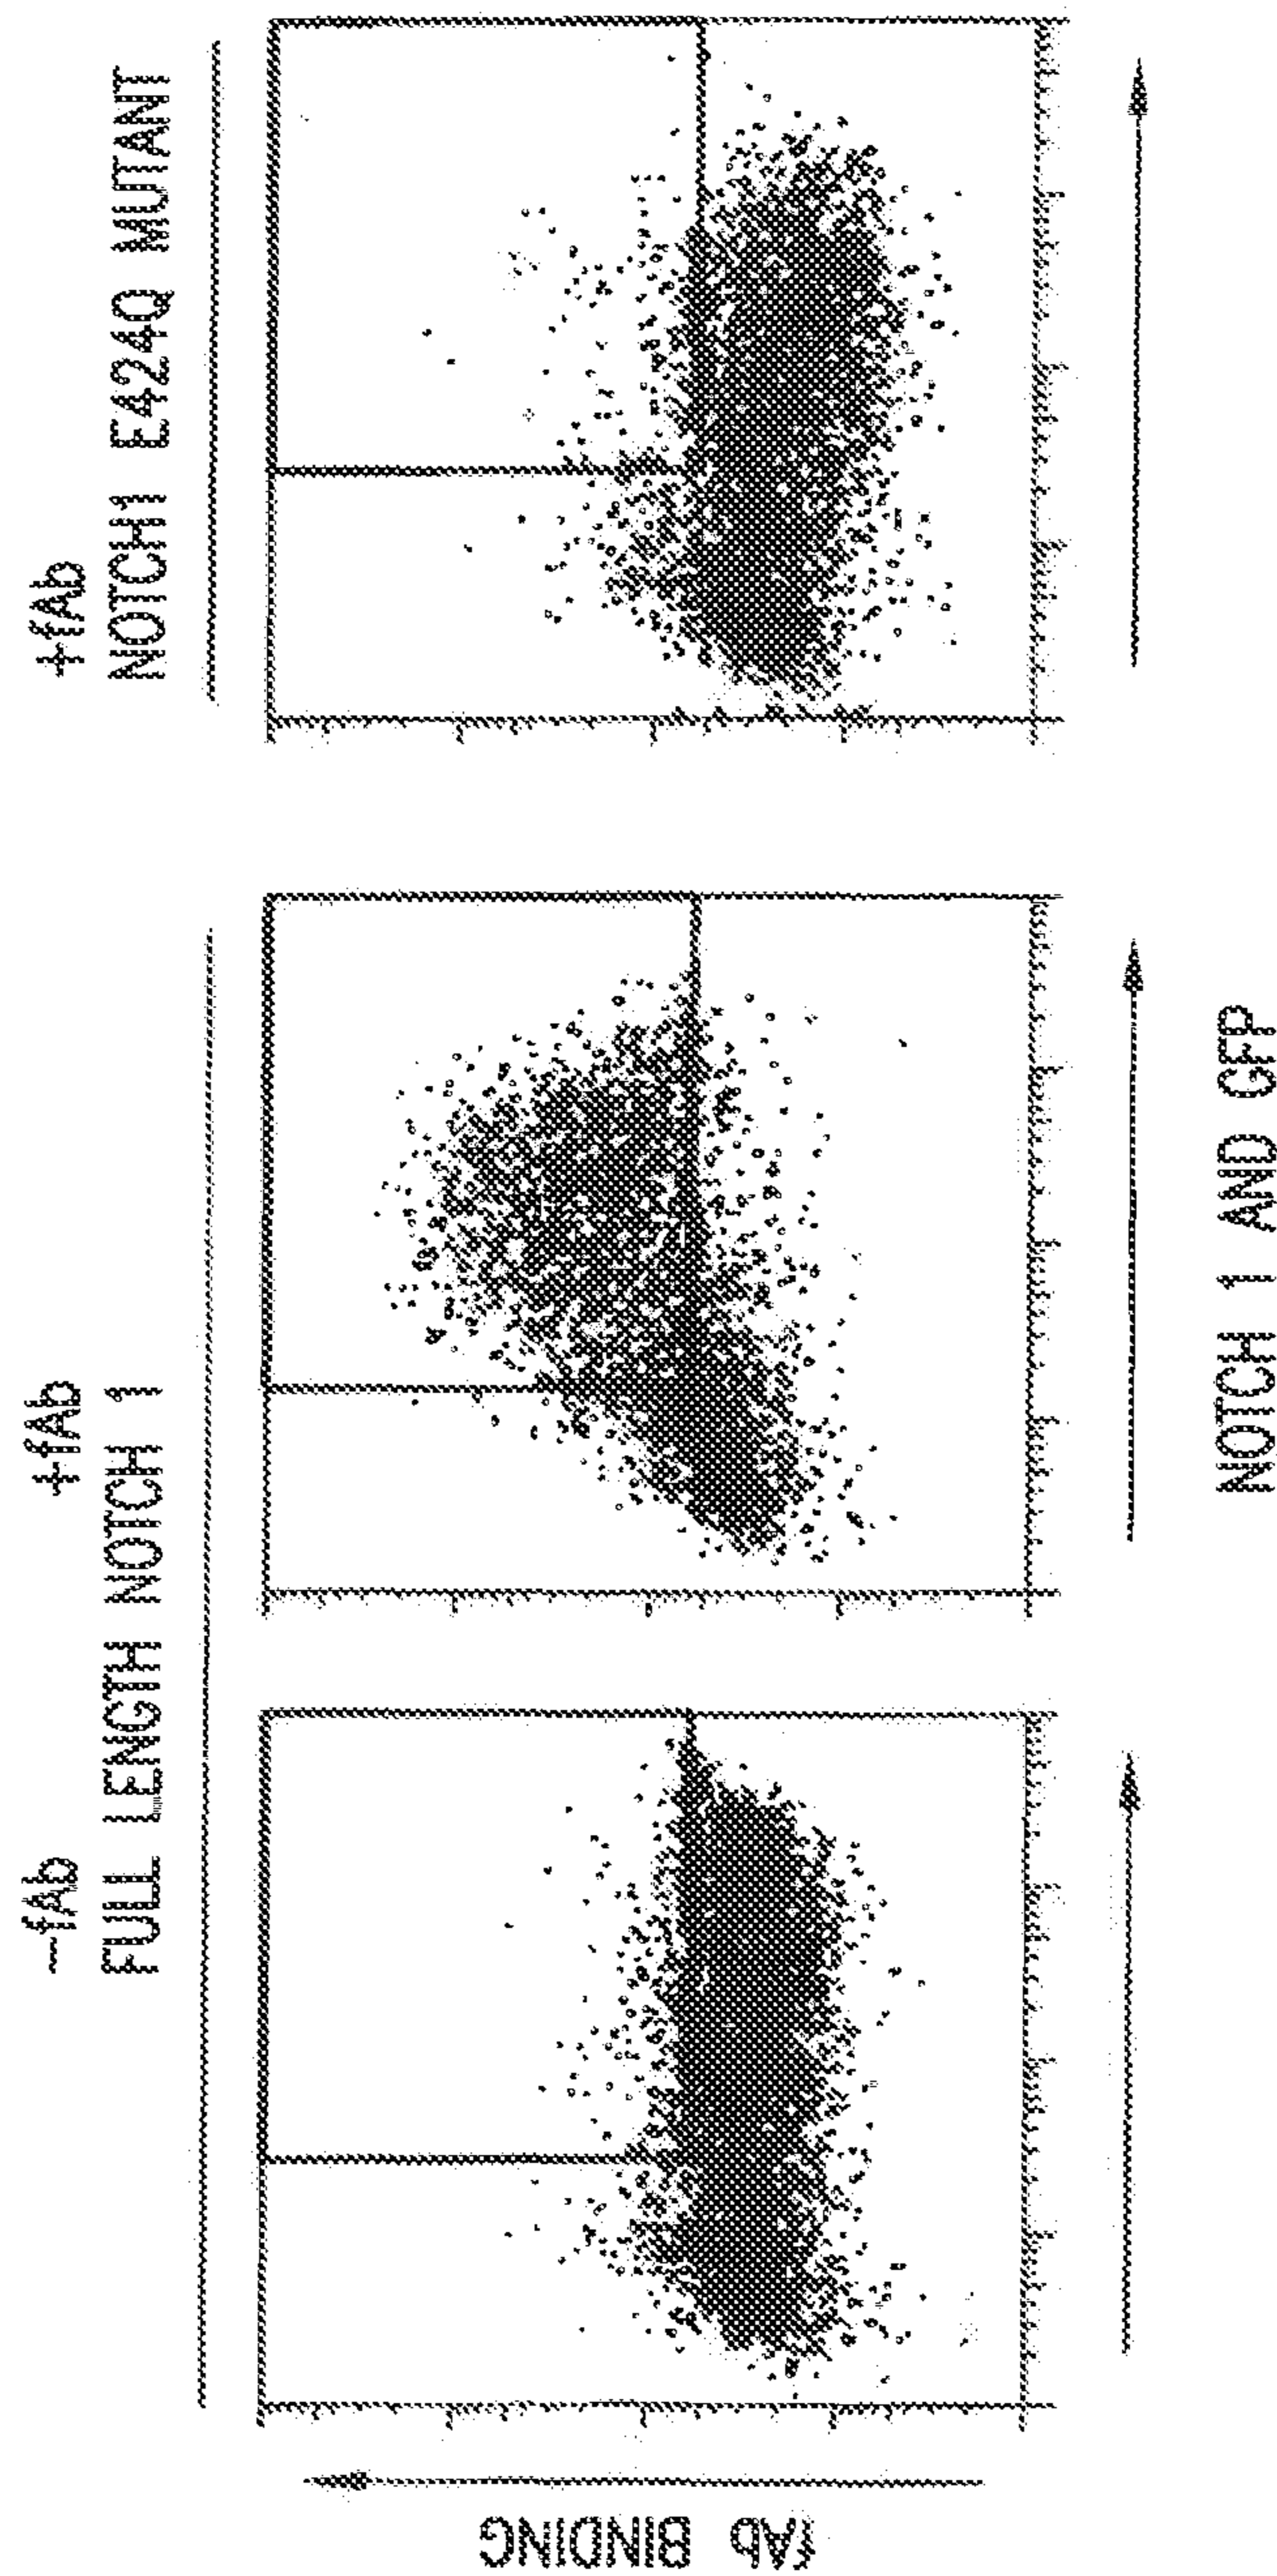 -fAb +fAb
FULL LENGTH NOTCH 1
+fAb
NOTCH1 E424Q MUTANT
fAb BINDING
NOTCH 1 AND GFP